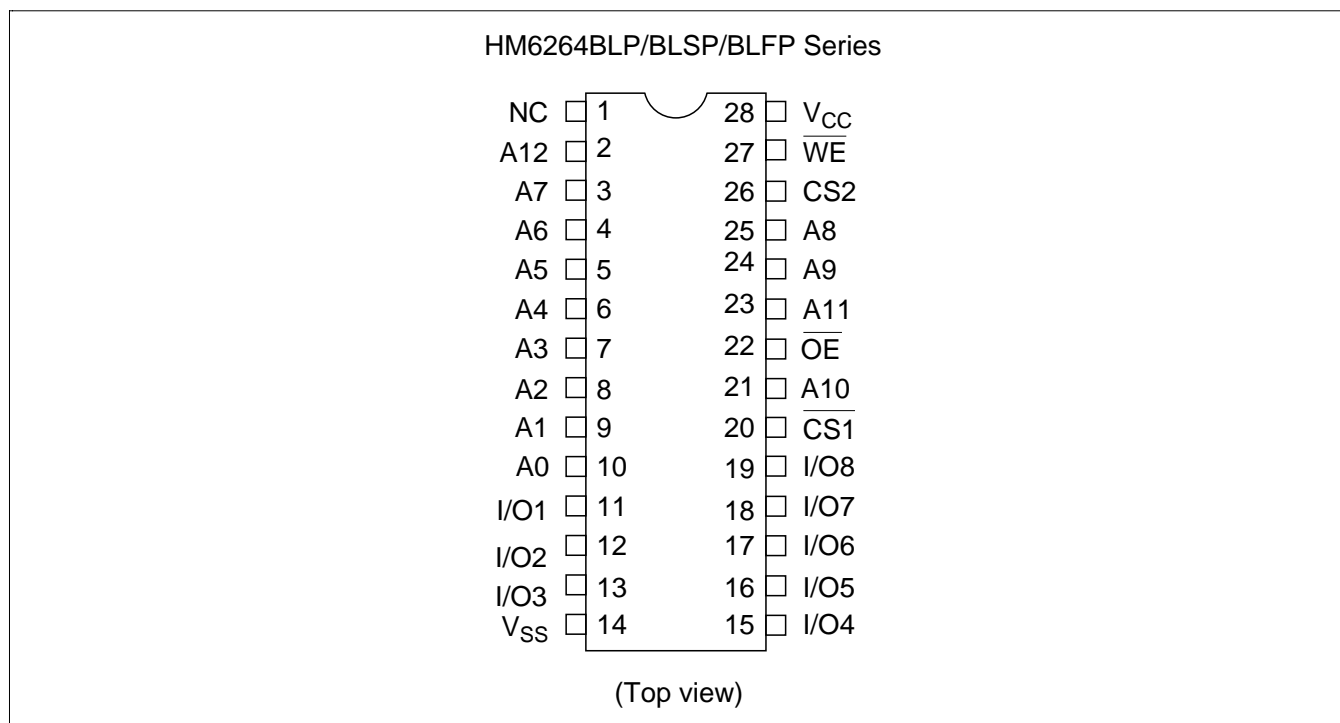 HM6264BLP/BLSP/BLFP Series
NC 1 28 VCC
A12 2 27 WE
A7 3 26 CS2
A6 4 25 A8
A5 5 24 A9
A4 6 23 A11
A3 7 22 OE
A2 8 21 A10
A1 9 20 CS1
A0 10 19 I/O8
I/O1 11 18 I/O7
I/O2 12 17 I/O6
I/O3 13 16 I/O5
VSS 14 15 I/O4
(Top view)